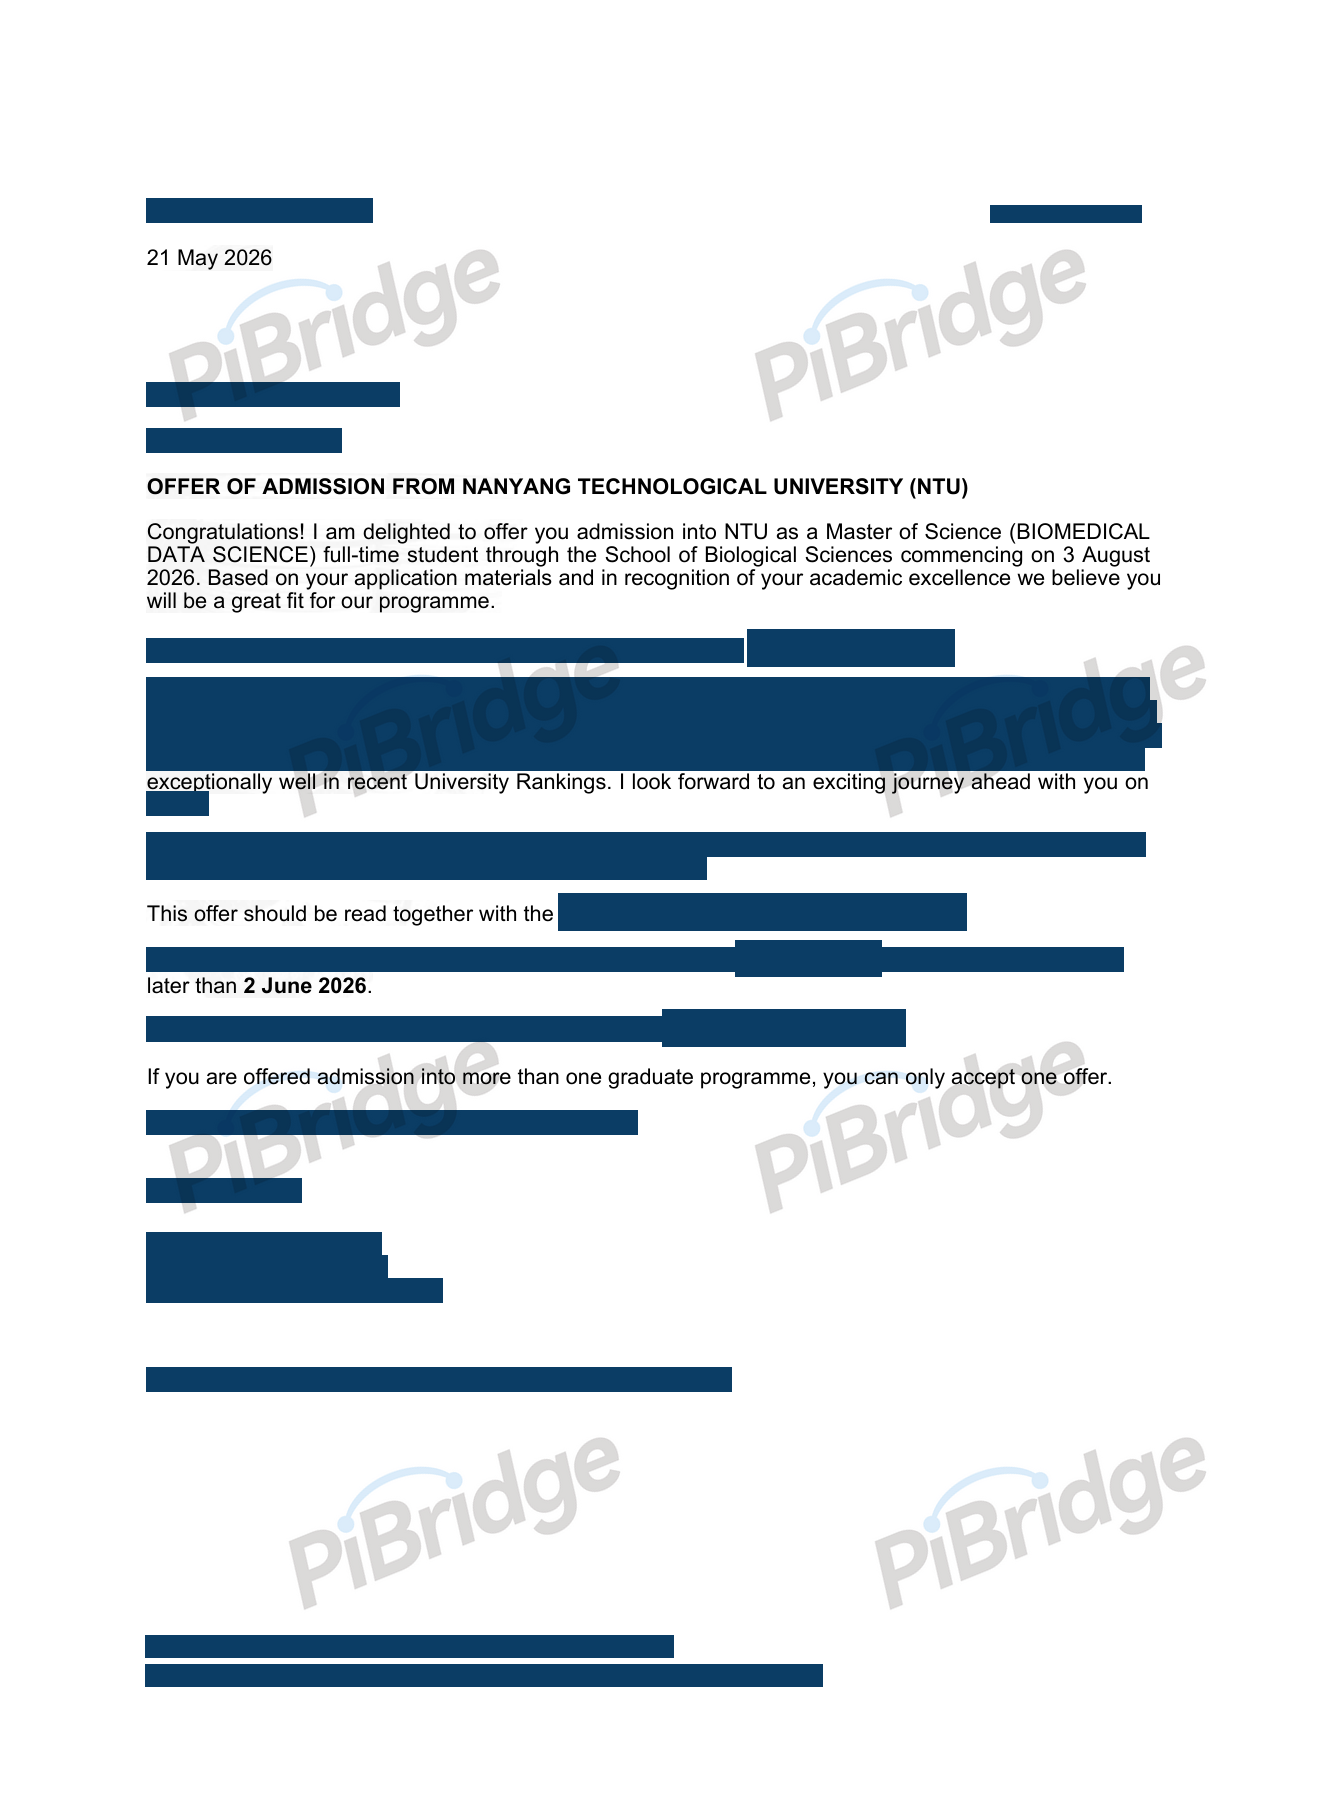 21 May 2026
PiBridge PiBridge
OFFER OF ADMISSION FROM NANYANG TECHNOLOGICAL UNIVERSITY (NTU)
Congratulations! I am delighted to offer you admission into NTU as a Master of Science (BIOMEDICAL
DATA SCIENCE) full-time student through the School of Biological Sciences commencing on 3 August
2026. Based on your application materials and in recognition of your academic excellence we believe you
will be a great fit for our programme.
PiBridge PiBridge
exceptionally well in recent University Rankings. I look forward to an exciting journey ahead with you on
This offer should be read together with the
later than 2 June 2026.
If you are offered admission into more than one graduate programme, you can only accept one offer.
PiBridge PiBridge
PiBridge PiBridge